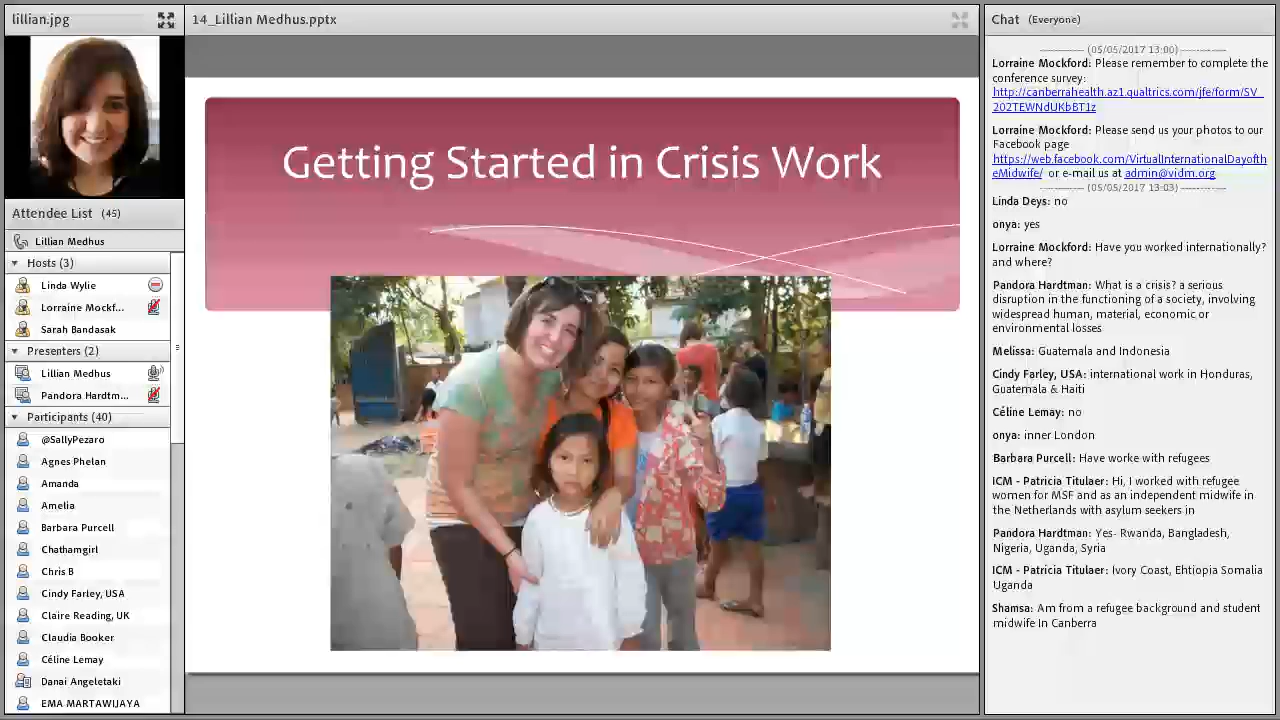 lillian.jpg
Attendee List (45)
Lillian Medhus
Hosts (3)
Linda Wylie
Lorraine Mockf...
Sarah Bandasak
Presenters (2)
Lillian Medhus
Pandora Hardtm...
Participants (40)
@SallyPezaro
Agnes Phelan
Amanda
Amelia
Barbara Purcell
Chathamgirl
Chris B
Cindy Farley, USA
Claire Reading, UK
Claudia Booker
Céline Lemay
Danai Angeletaki
EMA MARTAWIJAYA
14_Lillian Medhus.pptx
Getting Started in Crisis Work
Chat (Everyone)
------------ (05/05/2017 13:00)------------
Lorraine Mockford: Please remember to complete the
conference survey:
http://canberrahealth.az1.qualtrics.com/jfe/form/SV_
202TEWNdUKbBT1z
Lorraine Mockford: Please send us your photos to our
Facebook page
https://web.facebook.com/VirtualInternationalDayofth
eMidwife/ or e-mail us at admin@vidm.org
------------ (05/05/2017 13:03)------------
Linda Deys: no
onya: yes
Lorraine Mockford: Have you worked internationally?
and where?
Pandora Hardtman: What is a crisis? a serious
disruption in the functioning of a society, involving
widespread human, material, economic or
environmental losses
Melissa: Guatemala and Indonesia
Cindy Farley, USA: international work in Honduras,
Guatemala & Haiti
Céline Lemay: no
onya: inner London
Barbara Purcell: Have worke with refugees
ICM - Patricia Titulaer: Hi, I worked with refugee
women for MSF and as an independent midwife in
the Netherlands with asylum seekers in
Pandora Hardtman: Yes- Rwanda, Bangladesh,
Nigeria, Uganda, Syria
ICM - Patricia Titulaer: Ivory Coast, Ehtiopia Somalia
Uganda
Shamsa: Am from a refugee background and student
midwife In Canberra